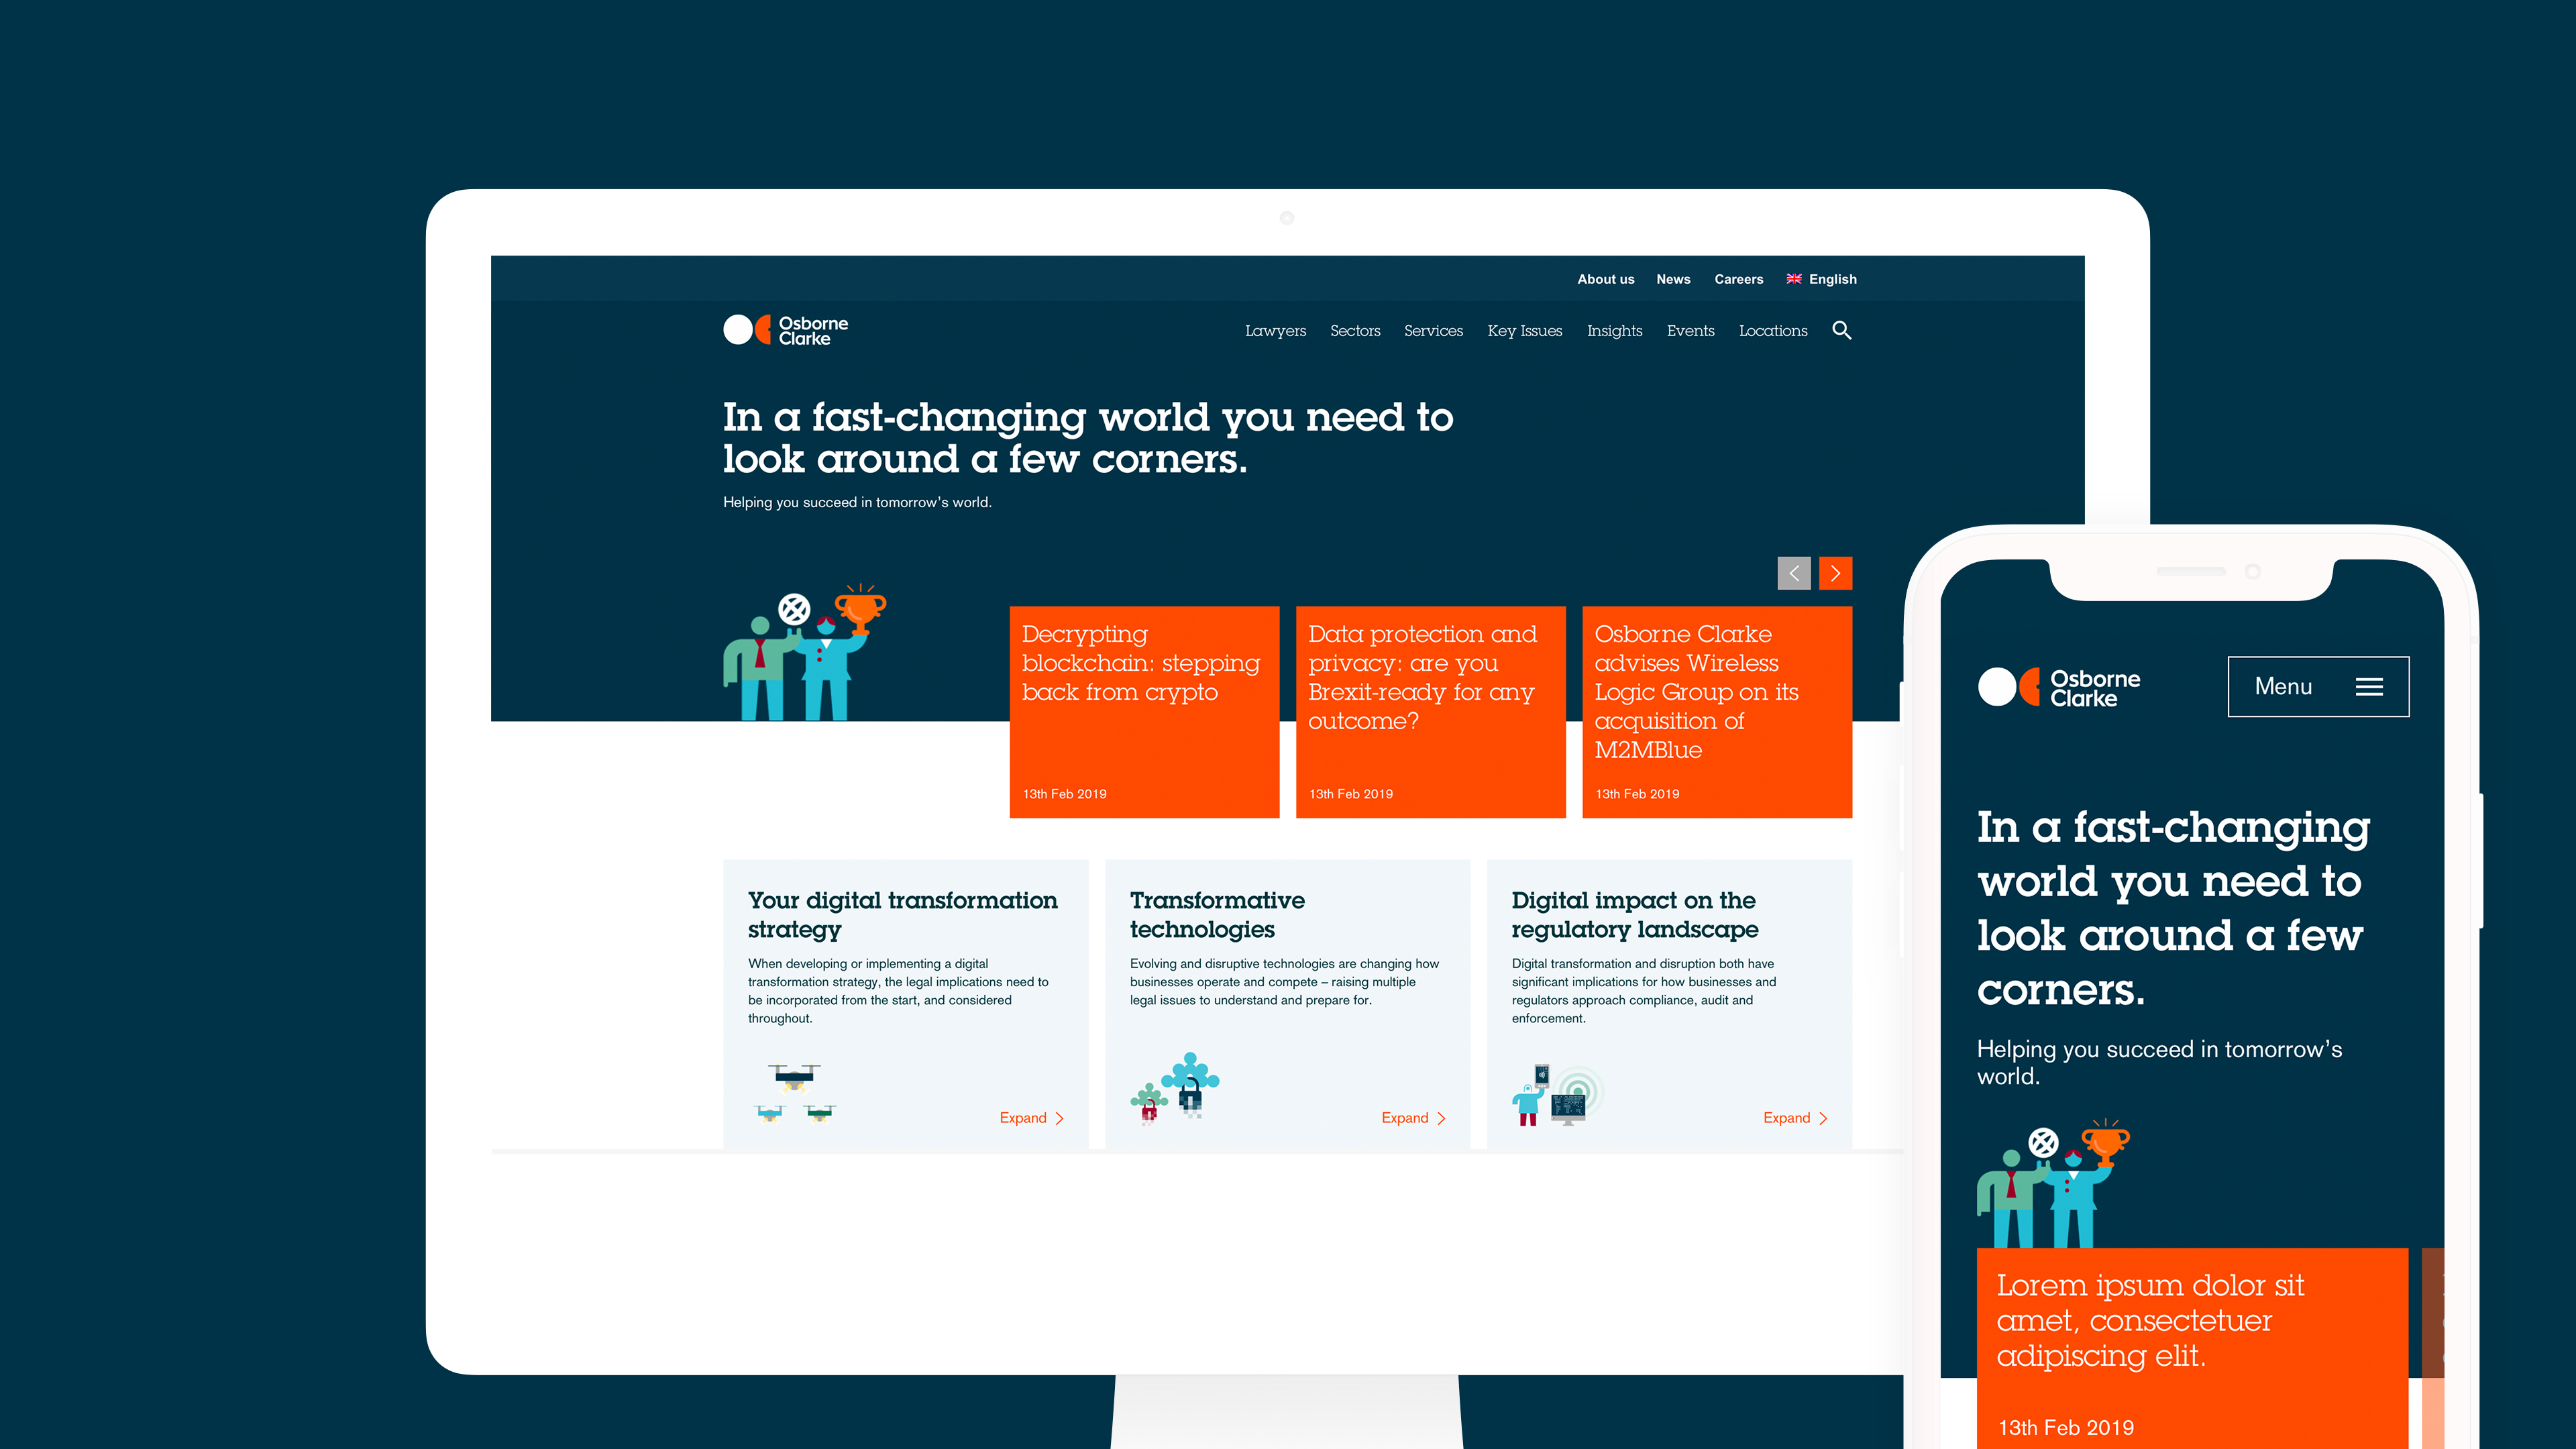 About us News Careers English
Osborne
Clarke
Lawyers Sectors Services Key Issues Insights Events Locations
In a fast-changing world you need to
look around a few corners.
Helping you succeed in tomorrow's world.
Decrypting
blockchain: stepping
back from crypto
13th Feb 2019
Data protection and
privacy: are you
Brexit-ready for any
outcome?
13th Feb 2019
Osborne Clarke
advises Wireless
Logic Group on its
acquisition of
M2MBlue
13th Feb 2019
Your digital transformation
strategy
When developing or implementing a digital
transformation strategy, the legal implications need to
be incorporated from the start, and considered
throughout.
Expand
Transformative
technologies
Evolving and disruptive technologies are changing how
businesses operate and compete – raising multiple
legal issues to understand and prepare for.
Expand
Digital impact on the
regulatory landscape
Digital transformation and disruption both have
significant implications for how businesses and
regulators approach compliance, audit and
enforcement.
Expand
Osborne
Clarke
Menu
In a fast-changing
world you need to
look around a few
corners.
Helping you succeed in tomorrow's
world.
Lorem ipsum dolor sit
amet, consectetuer
adipiscing elit.
13th Feb 2019